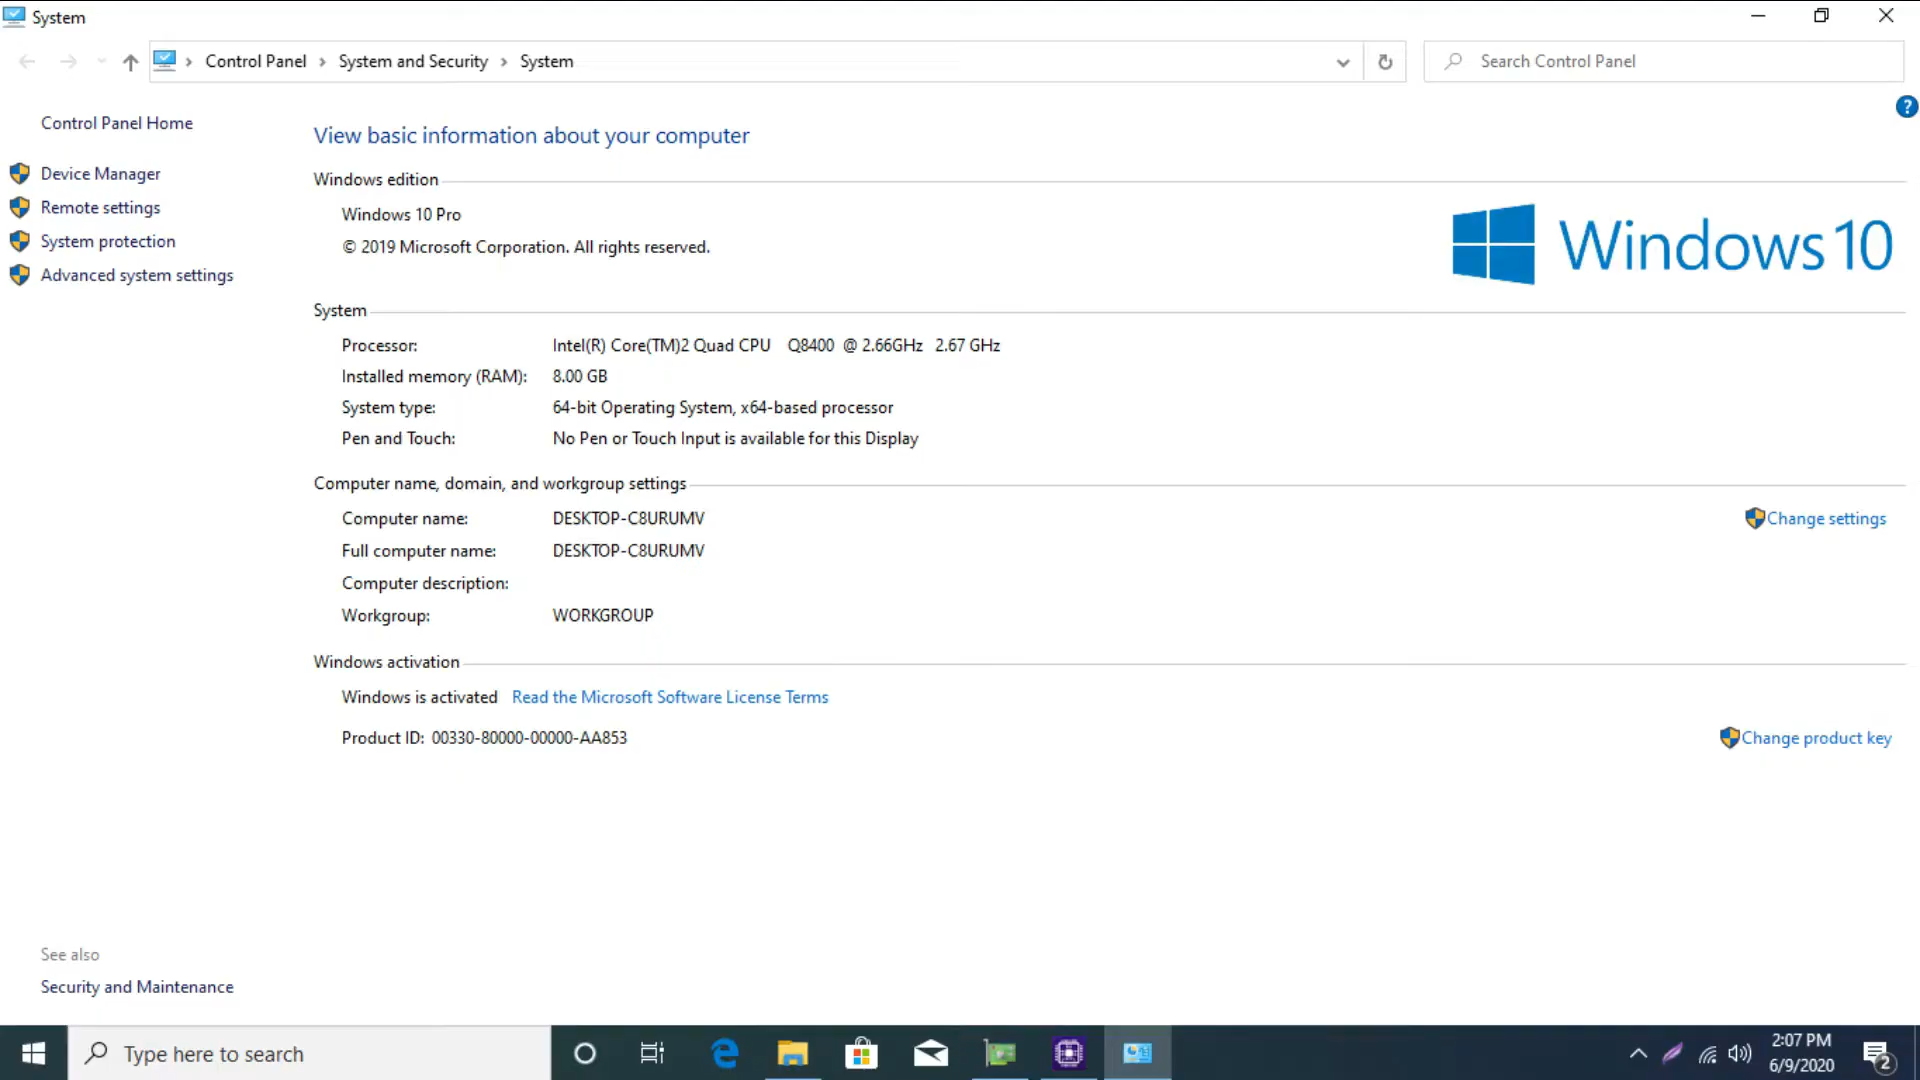 System
Control Panel > System and Security > System
Search Control Panel
?
Control Panel Home
Device Manager
Remote settings
System protection
Advanced system settings
View basic information about your computer
Windows edition
Windows 10 Pro
© 2019 Microsoft Corporation. All rights reserved.
Windows 10
System
Processor: Intel(R) Core(TM)2 Quad CPU Q8400 @ 2.66GHz 2.67 GHz
Installed memory (RAM): 8.00 GB
System type: 64-bit Operating System, x64-based processor
Pen and Touch: No Pen or Touch Input is available for this Display
Computer name, domain, and workgroup settings
Computer name: DESKTOP-C8URUMV
Change settings
Full computer name: DESKTOP-C8URUMV
Computer description:
Workgroup: WORKGROUP
Windows activation
Windows is activated Read the Microsoft Software License Terms
Product ID: 00330-80000-00000-AA853
Change product key
See also
Security and Maintenance
Type here to search
2:07 PM
6/9/2020
2